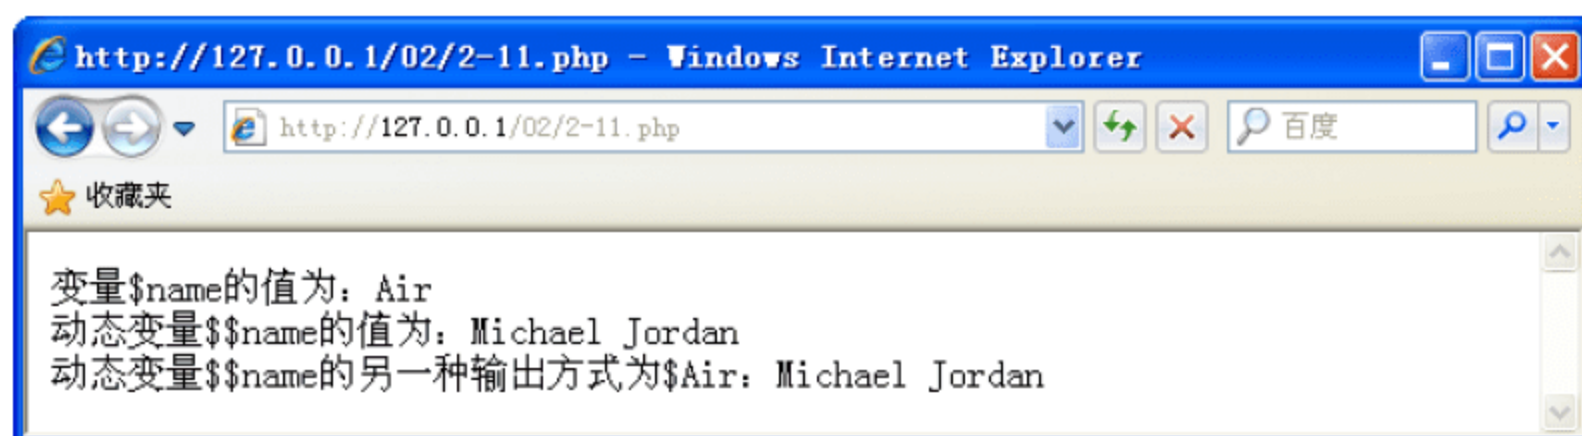 http://127.0.0.1/02/2-11.php - Windows Internet Explorer
http://127.0.0.1/02/2-11.php
百度
收藏夹
变量$name的值为：Air
动态变量$$name的值为：Michael Jordan
动态变量$$name的另一种输出方式为$Air：Michael Jordan